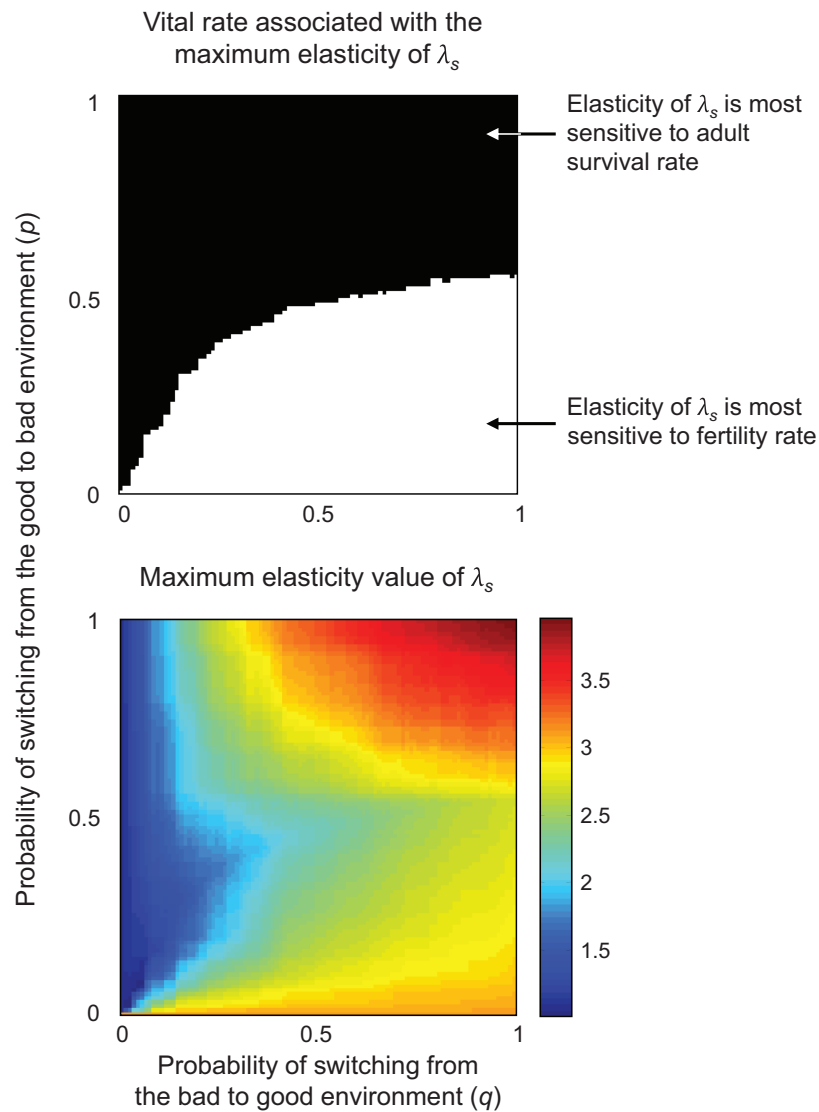 Vital rate associated with the
maximum elasticity of λs
1
0.5
0
0
0.5
1
Elasticity of λs is most
sensitive to adult
survival rate
Elasticity of λs is most
sensitive to fertility rate
Probability of switching from the good to bad environment (p)
Maximum elasticity value of λs
1
0.5
0
0
0.5
1
3.5
3
2.5
2
1.5
Probability of switching from
the bad to good environment (q)